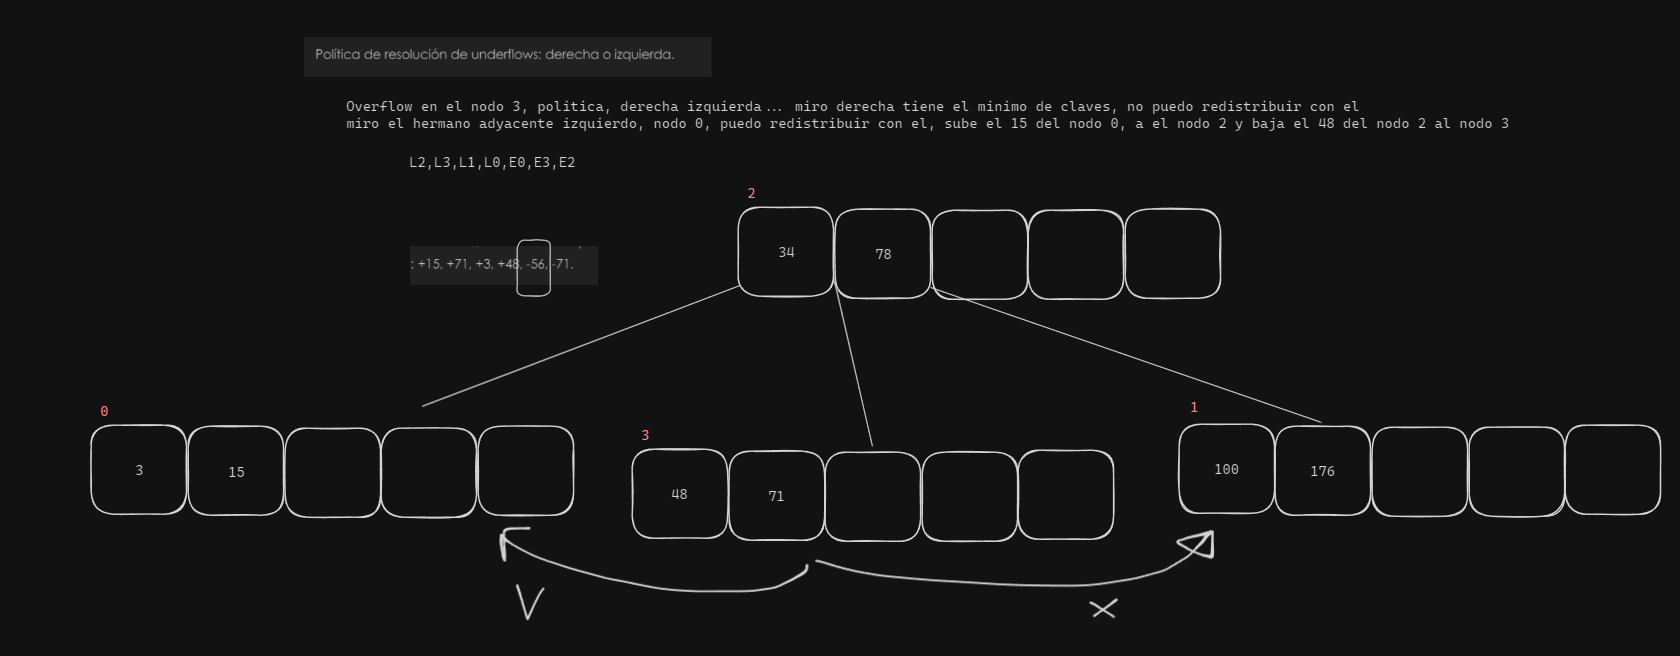 Política de resolución de underflows: derecha o izquierda.
Overflow en el nodo 3, politica, derecha izquierda... miro derecha tiene el minimo de claves, no puedo redistribuir con el
miro el hermano adyacente izquierdo, nodo 0, puedo redistribuir con el, sube el 15 del nodo 0, a el nodo 2 y baja el 48 del nodo 2 al nodo 3
L2,L3,L1,L0,E0,E3,E2
2
34 78
: +15, +71, +3, +48, -56, -71.
0
3 15
3
48 71
1
100 176
V
X